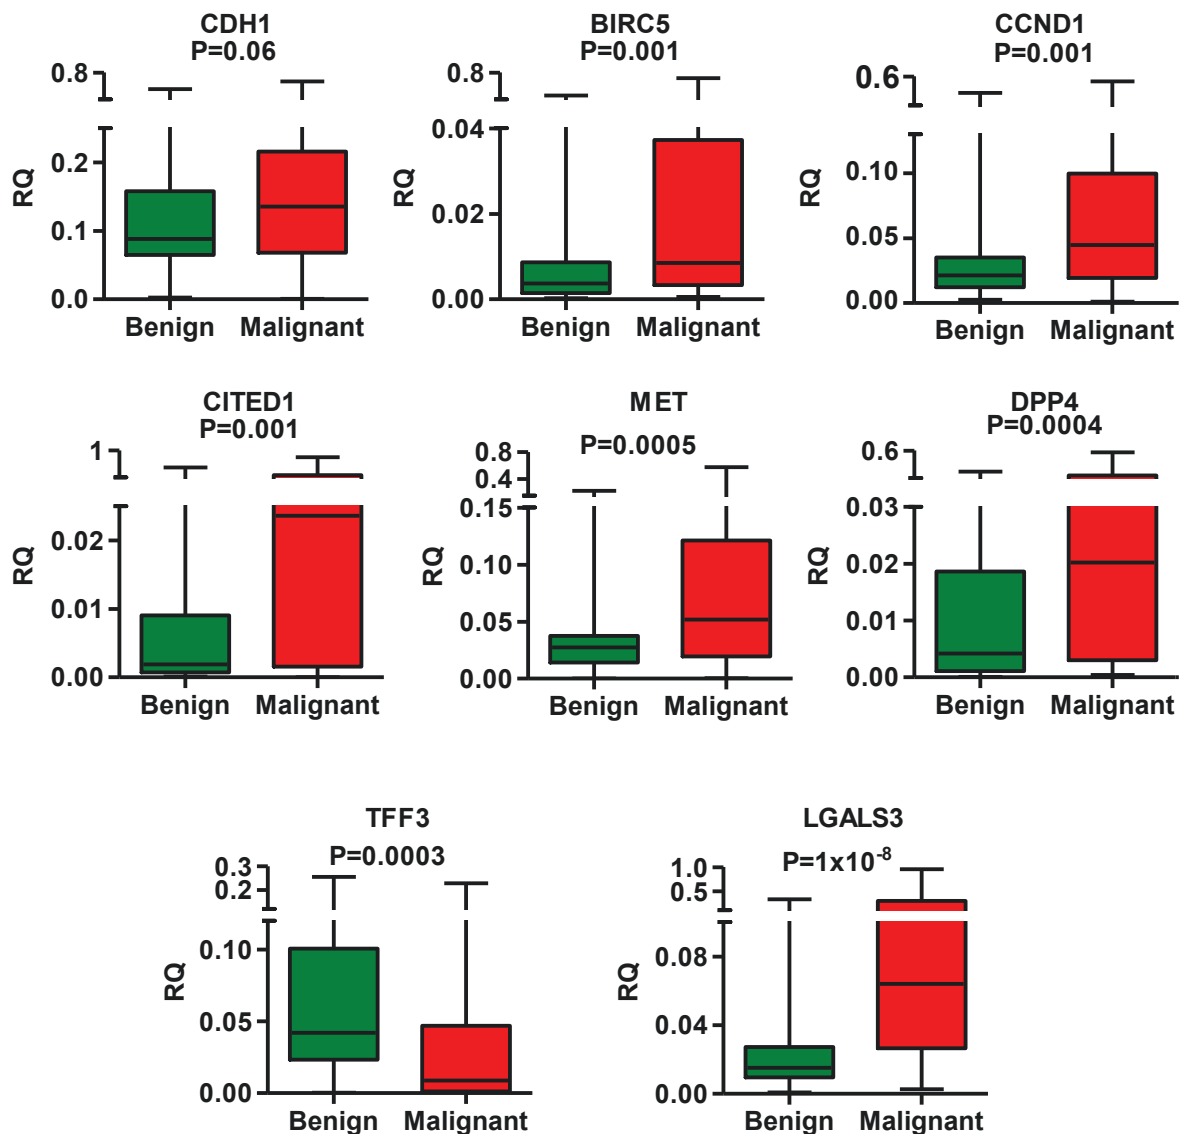 CDH1
P=0.06
0.8
0.2
0.1
0.0
RQ
Benign Malignant
BIRC5
P=0.001
0.8
0.04
0.02
0.00
RQ
Benign Malignant
CCND1
P=0.001
0.6
0.10
0.05
0.00
RQ
Benign Malignant
CITED1
P=0.001
1
0.02
0.01
0.00
RQ
Benign Malignant
MET
P=0.0005
0.8
0.4
0.15
0.10
0.05
0.00
RQ
Benign Malignant
DPP4
P=0.0004
0.6
0.03
0.02
0.01
0.00
RQ
Benign Malignant
TFF3
P=0.0003
0.3
0.2
0.10
0.05
0.00
RQ
Benign Malignant
LGALS3
P=1x10⁻⁸
1.0
0.5
0.08
0.04
0.00
RQ
Benign Malignant